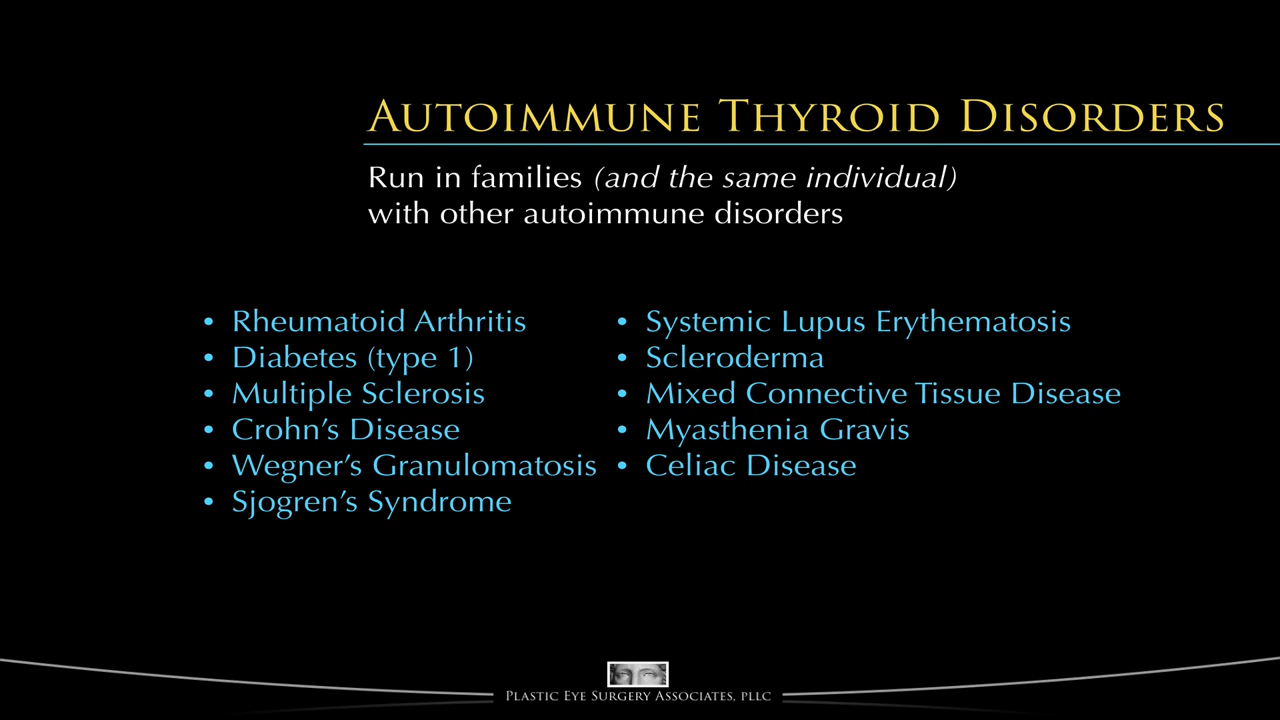 AUTOIMMUNE THYROID DISORDERS
Run in families (and the same individual)
with other autoimmune disorders
• Rheumatoid Arthritis
• Diabetes (type 1)
• Multiple Sclerosis
• Crohn’s Disease
• Wegner’s Granulomatosis
• Sjogren’s Syndrome
• Systemic Lupus Erythematosis
• Scleroderma
• Mixed Connective Tissue Disease
• Myasthenia Gravis
• Celiac Disease
PLASTIC EYE SURGERY ASSOCIATES, PLLC